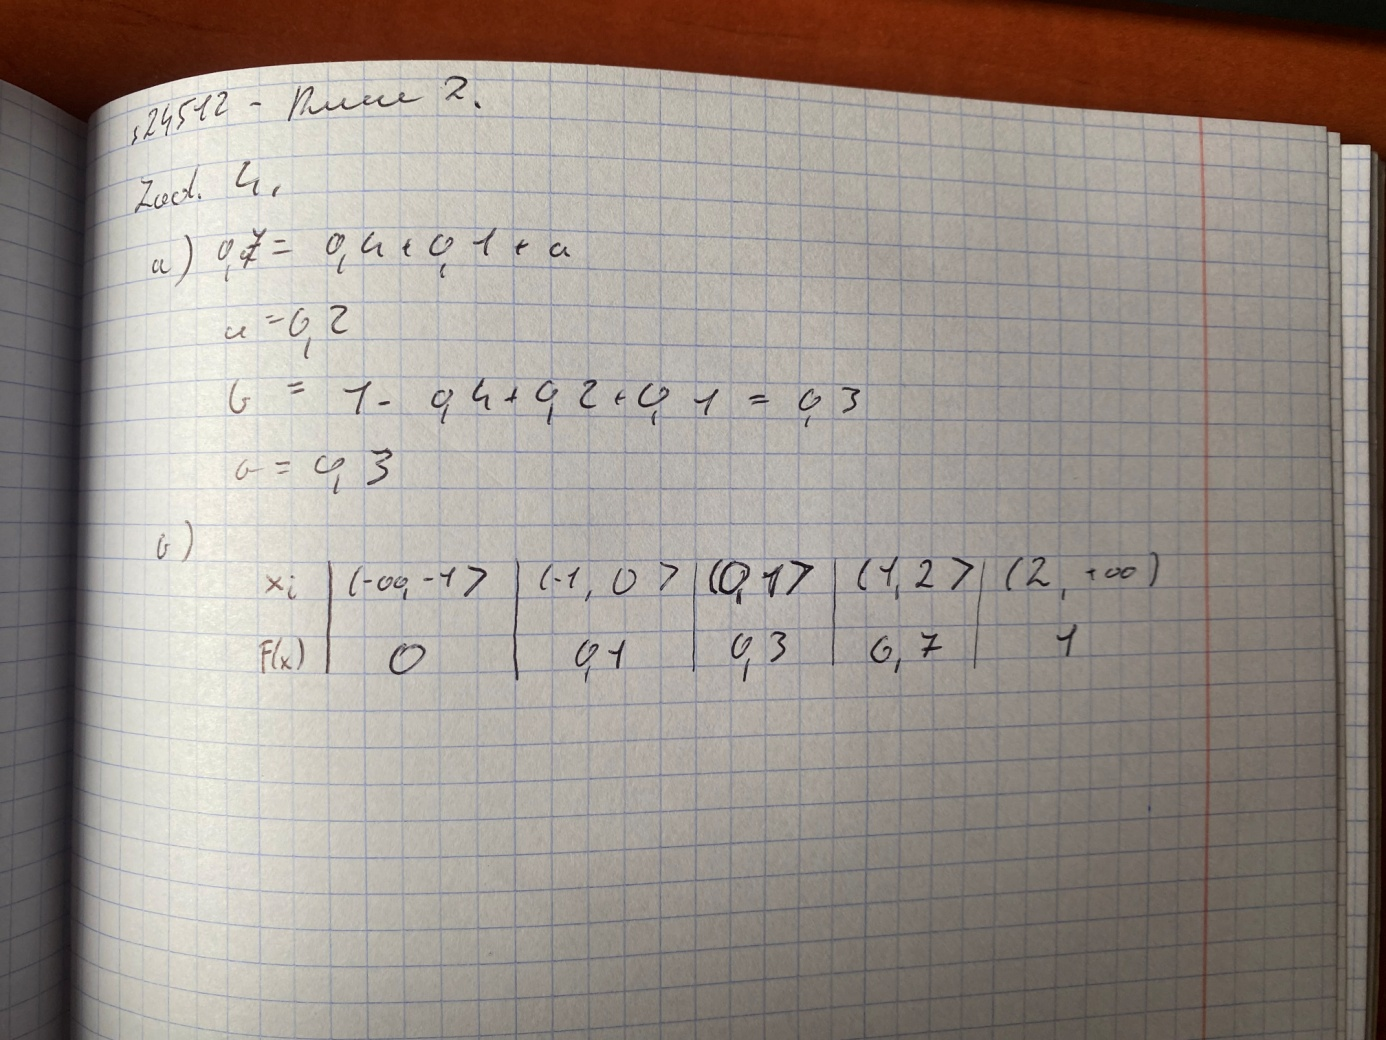 s24512 - 2.
Zad. 4.
a) 0,7 = 0,4 + 0,1 + a
a = 0,2
b = 1 - 0,4 + 0,2 + 0,1 = 0,3
b = 0,3
b)
xi | (-∞, -1> | (-1, 0> | (0, 1> | (1, 2> | (2, +∞)
F(x) | 0 | 0,1 | 0,3 | 0,7 | 1